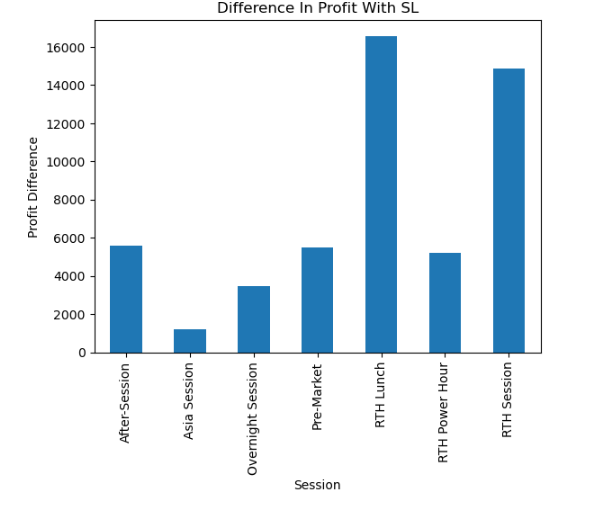 Difference In Profit With SL
16000
14000
12000
10000
8000
6000
4000
2000
0
Profit Difference
After-Session
Asia Session
Overnight Session
Pre-Market
RTH Lunch
RTH Power Hour
RTH Session
Session